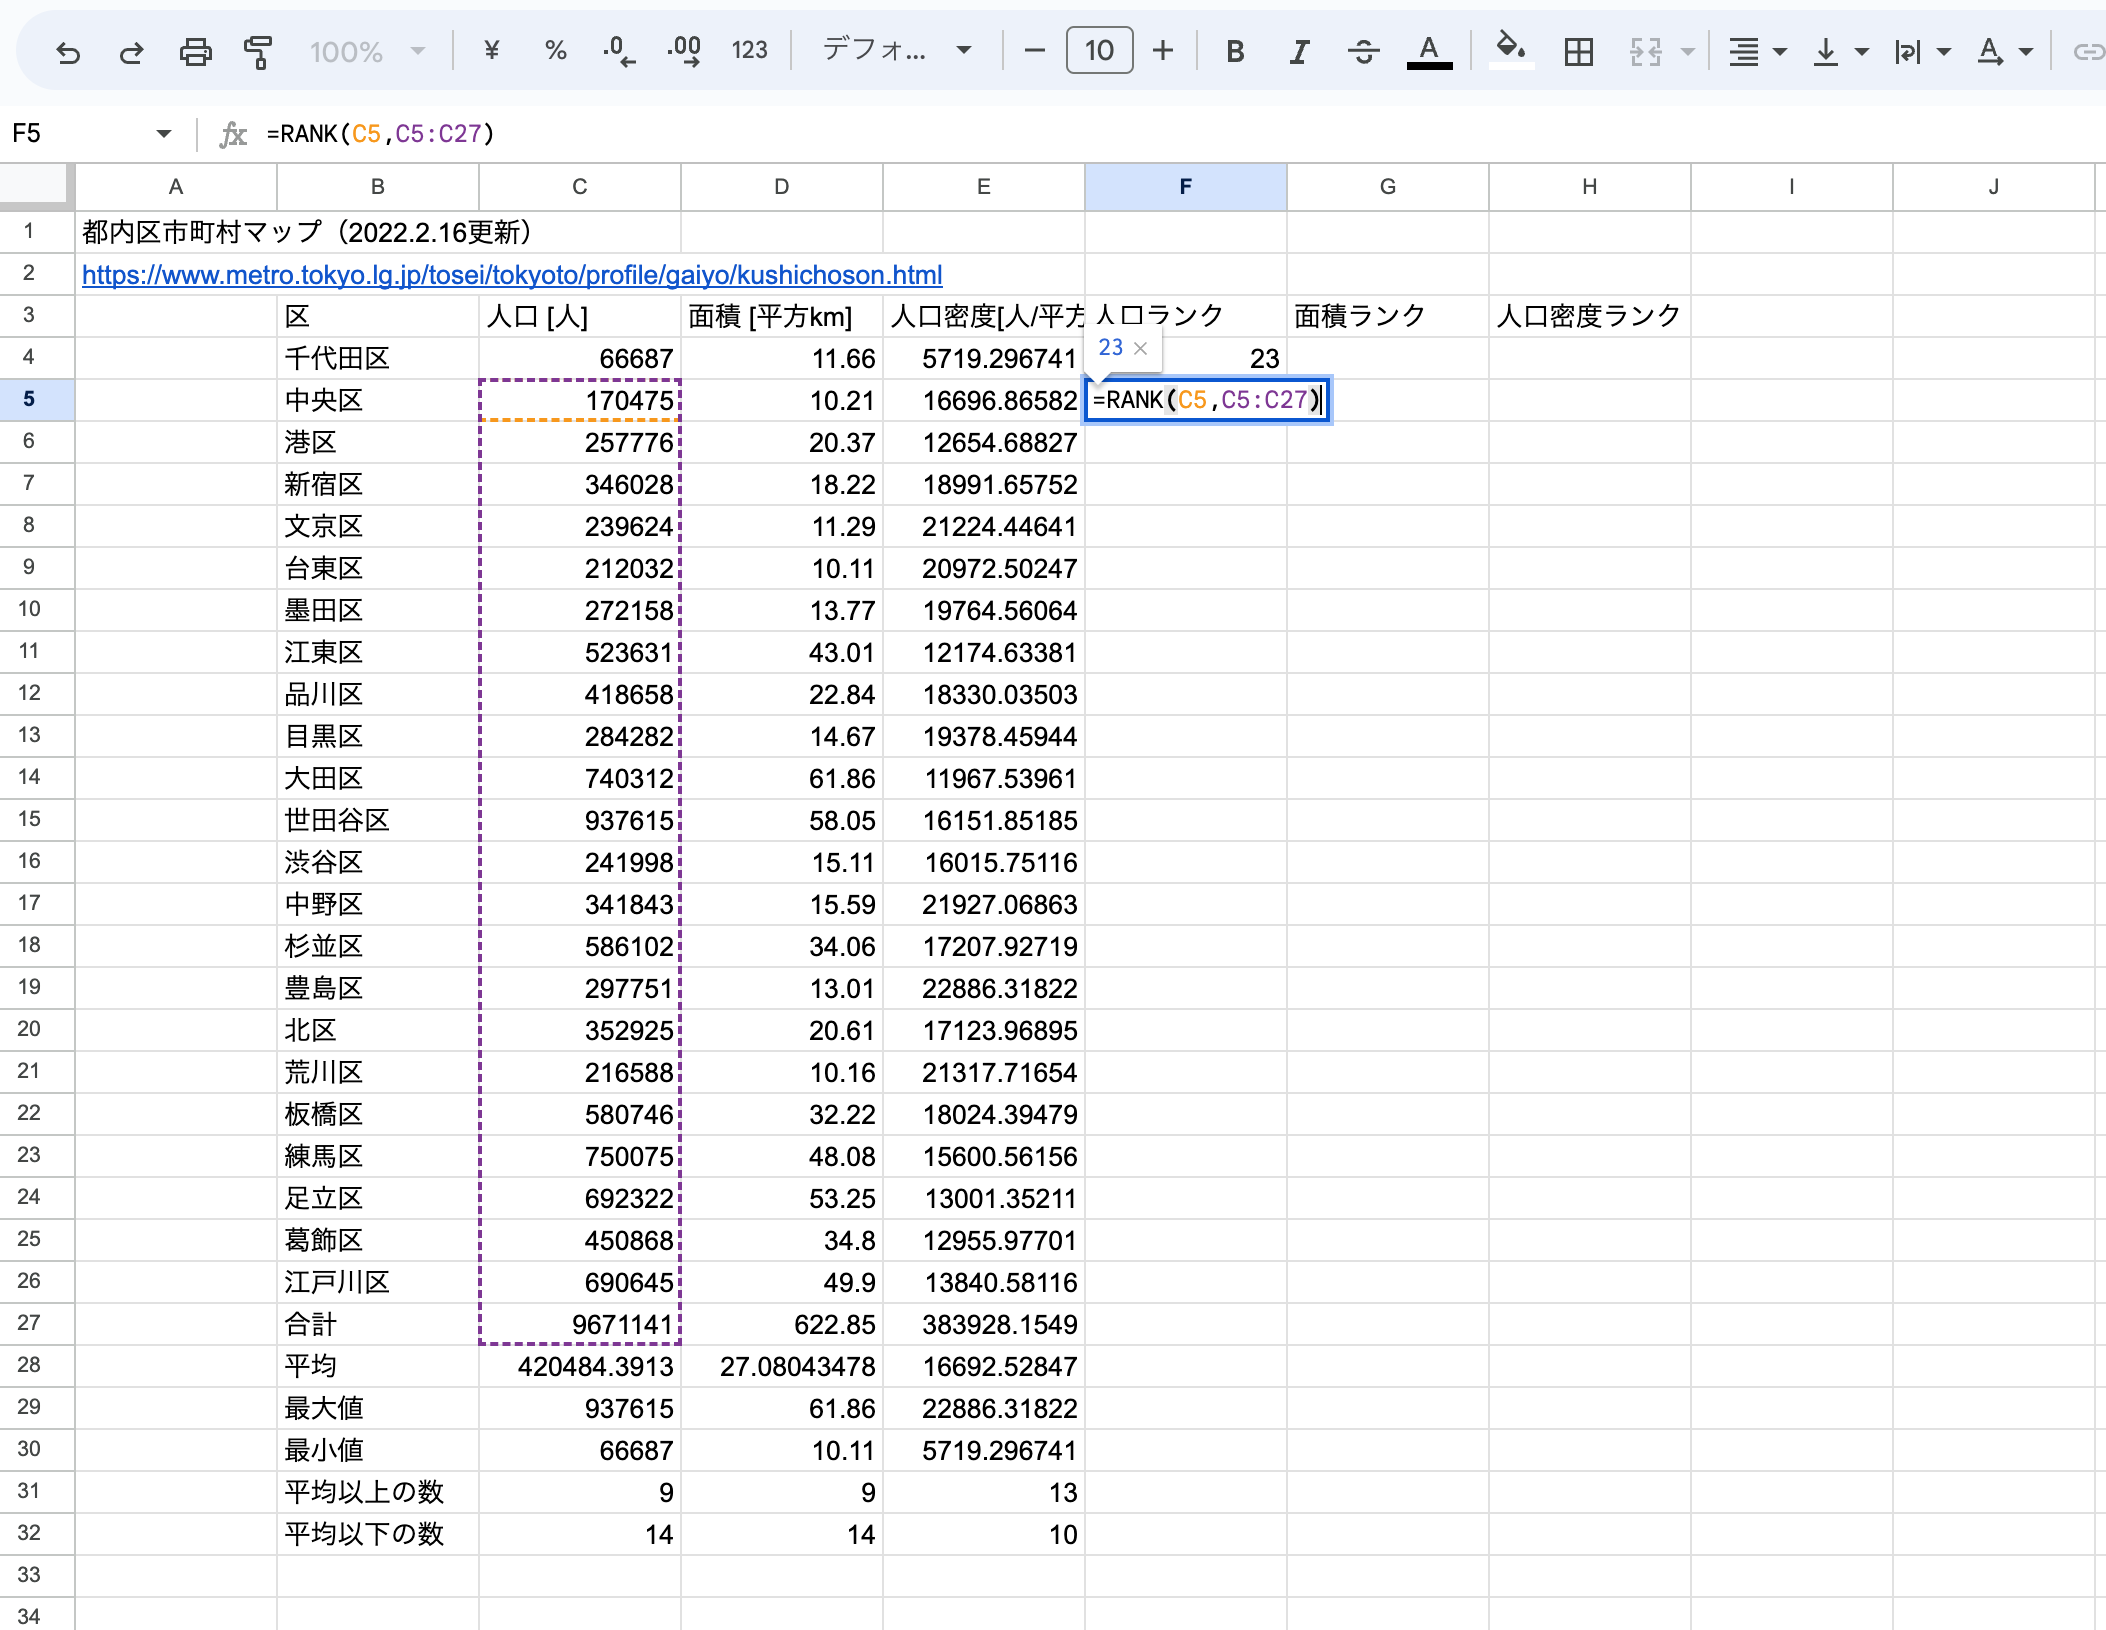 100% ¥ % .0 .00 123 デフォ... 10 B I A A
F5 fx =RANK(C5,C5:C27)
A B C D E F G H I J
1 都内区市町村マップ（2022.2.16更新）
2 https://www.metro.tokyo.lg.jp/tosei/tokyoto/profile/gaiyo/kushichoson.html
3 区 人口 [人] 面積 [平方km] 人口密度[人/平方 人口ランク 面積ランク 人口密度ランク
23 ×
4 千代田区 66687 11.66 5719.296741 23
5 中央区 170475 10.21 16696.86582 =RANK(C5,C5:C27)
6 港区 257776 20.37 12654.68827
7 新宿区 346028 18.22 18991.65752
8 文京区 239624 11.29 21224.44641
9 台東区 212032 10.11 20972.50247
10 墨田区 272158 13.77 19764.56064
11 江東区 523631 43.01 12174.63381
12 品川区 418658 22.84 18330.03503
13 目黒区 284282 14.67 19378.45944
14 大田区 740312 61.86 11967.53961
15 世田谷区 937615 58.05 16151.85185
16 渋谷区 241998 15.11 16015.75116
17 中野区 341843 15.59 21927.06863
18 杉並区 586102 34.06 17207.92719
19 豊島区 297751 13.01 22886.31822
20 北区 352925 20.61 17123.96895
21 荒川区 216588 10.16 21317.71654
22 板橋区 580746 32.22 18024.39479
23 練馬区 750075 48.08 15600.56156
24 足立区 692322 53.25 13001.35211
25 葛飾区 450868 34.8 12955.97701
26 江戸川区 690645 49.9 13840.58116
27 合計 9671141 622.85 383928.1549
28 平均 420484.3913 27.08043478 16692.52847
29 最大値 937615 61.86 22886.31822
30 最小値 66687 10.11 5719.296741
31 平均以上の数 9 9 13
32 平均以下の数 14 14 10
33
34